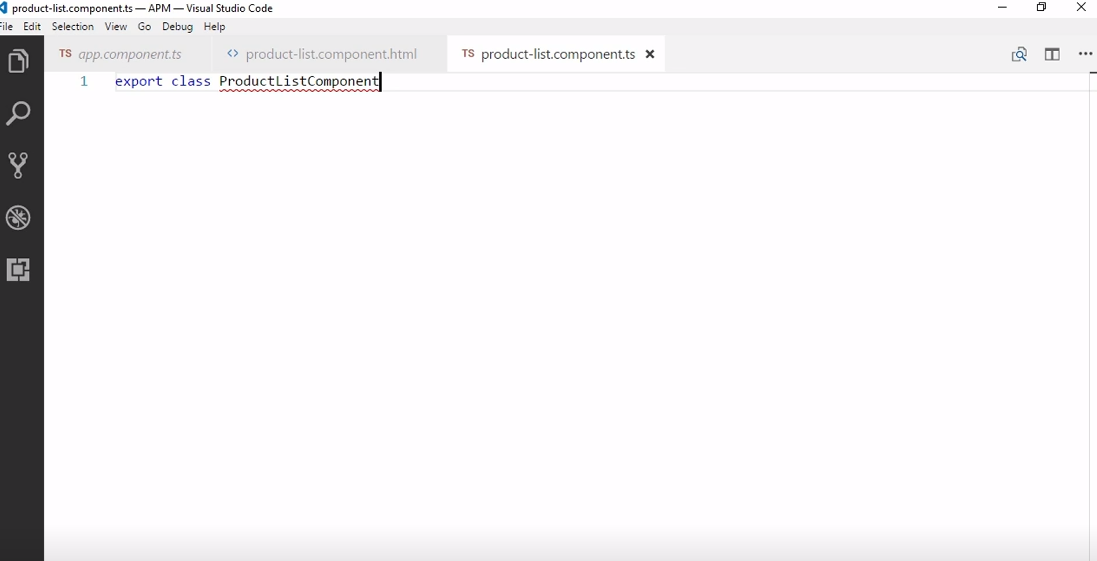 product-list.component.ts — APM — Visual Studio Code
File Edit Selection View Go Debug Help
TS app.component.ts <> product-list.component.html TS product-list.component.ts
1 export class ProductListComponent